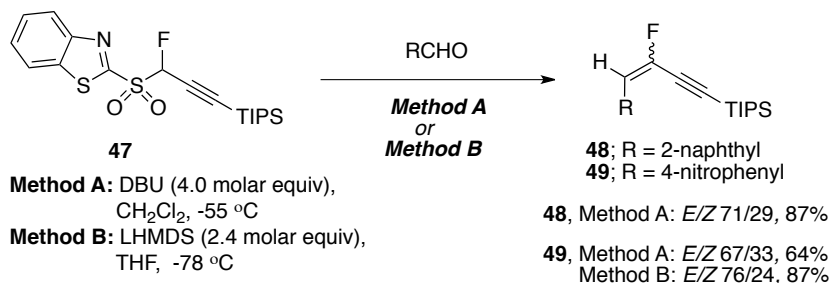 N
F
S
S
O O
TIPS
47
RCHO
Method A
or
Method B
F
H
R
TIPS
48; R = 2-naphthyl
49; R = 4-nitrophenyl
Method A: DBU (4.0 molar equiv),
CH2Cl2, -55 ºC
Method B: LHMDS (2.4 molar equiv),
THF, -78 ºC
48, Method A: E/Z 71/29, 87%
49, Method A: E/Z 67/33, 64%
Method B: E/Z 76/24, 87%